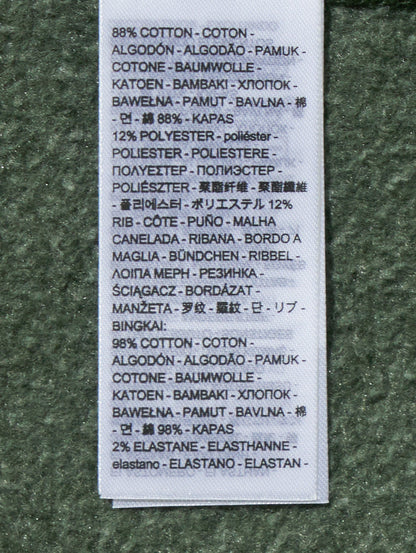 88% COTTON - COTON -
ALGODÓN - ALGODÃO - PAMUK -
COTONE - BAUMWOLLE -
KATOEN - BAMBAKI - ХЛОПОК -
BAWEŁNA - PAMUT - BAVLNA - 棉
- 면 - 綿 88% - KAPAS
12% POLYESTER - poliéster -
POLIESTER - POLIESTERE -
ΠΟΛΥΕΣΤΕΡ - ПОЛИЭСТЕР -
POLIÉSZTER - 聚酯纤维 - 聚酯纖維
- 폴리에스터 - ポリエステル 12%
RIB - CÔTE - PUÑO - MALHA
CANELADA - RIBANA - BORDO A
MAGLIA - BÜNDCHEN - RIBBEL -
ΛΟΙΠΑ ΜΕΡΗ - РЕЗИНКА -
ŚCIĄGACZ - BORDÁZAT -
MANŽETA - 罗纹 - 羅紋 - 단 - リブ -
BINGKAI:
98% COTTON - COTON -
ALGODÓN - ALGODÃO - PAMUK -
COTONE - BAUMWOLLE -
KATOEN - BAMBAKI - ХЛОПОК -
BAWEŁNA - PAMUT - BAVLNA - 棉
- 면 - 綿 98% - KAPAS
2% ELASTANE - ELASTHANNE -
elastano - ELASTANO - ELASTAN -